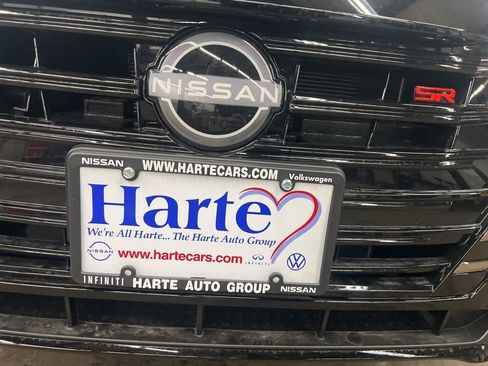 NISSAN
SR
NISSAN WWW.HARTECARS.COM Volkswagen
Harte
We're All Harte... The Harte Auto Group
NISSAN www.hartecars.com INFINITI
INFINITI HARTE AUTO GROUP NISSAN